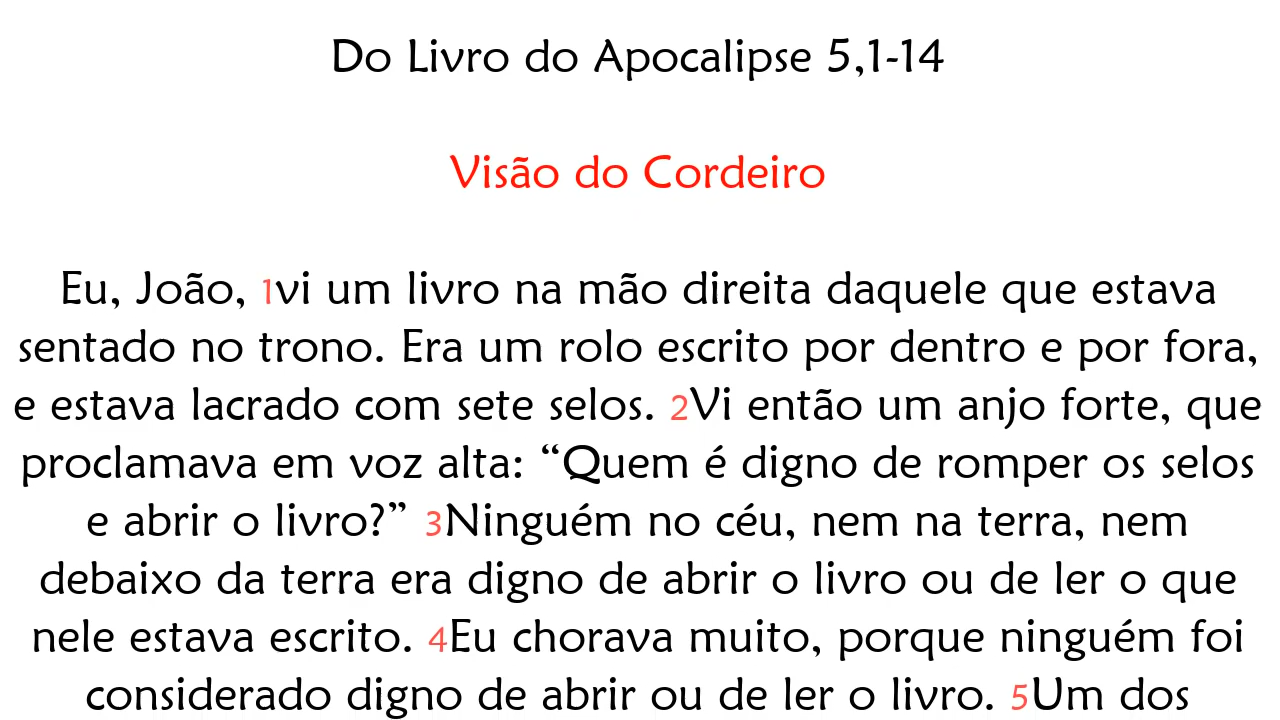 Do Livro do Apocalipse 5,1-14
Visão do Cordeiro
Eu, João, 1vi um livro na mão direita daquele que estava
sentado no trono. Era um rolo escrito por dentro e por fora,
e estava lacrado com sete selos. 2Vi então um anjo forte, que
proclamava em voz alta: “Quem é digno de romper os selos
e abrir o livro?” 3Ninguém no céu, nem na terra, nem
debaixo da terra era digno de abrir o livro ou de ler o que
nele estava escrito. 4Eu chorava muito, porque ninguém foi
considerado digno de abrir ou de ler o livro. 5Um dos